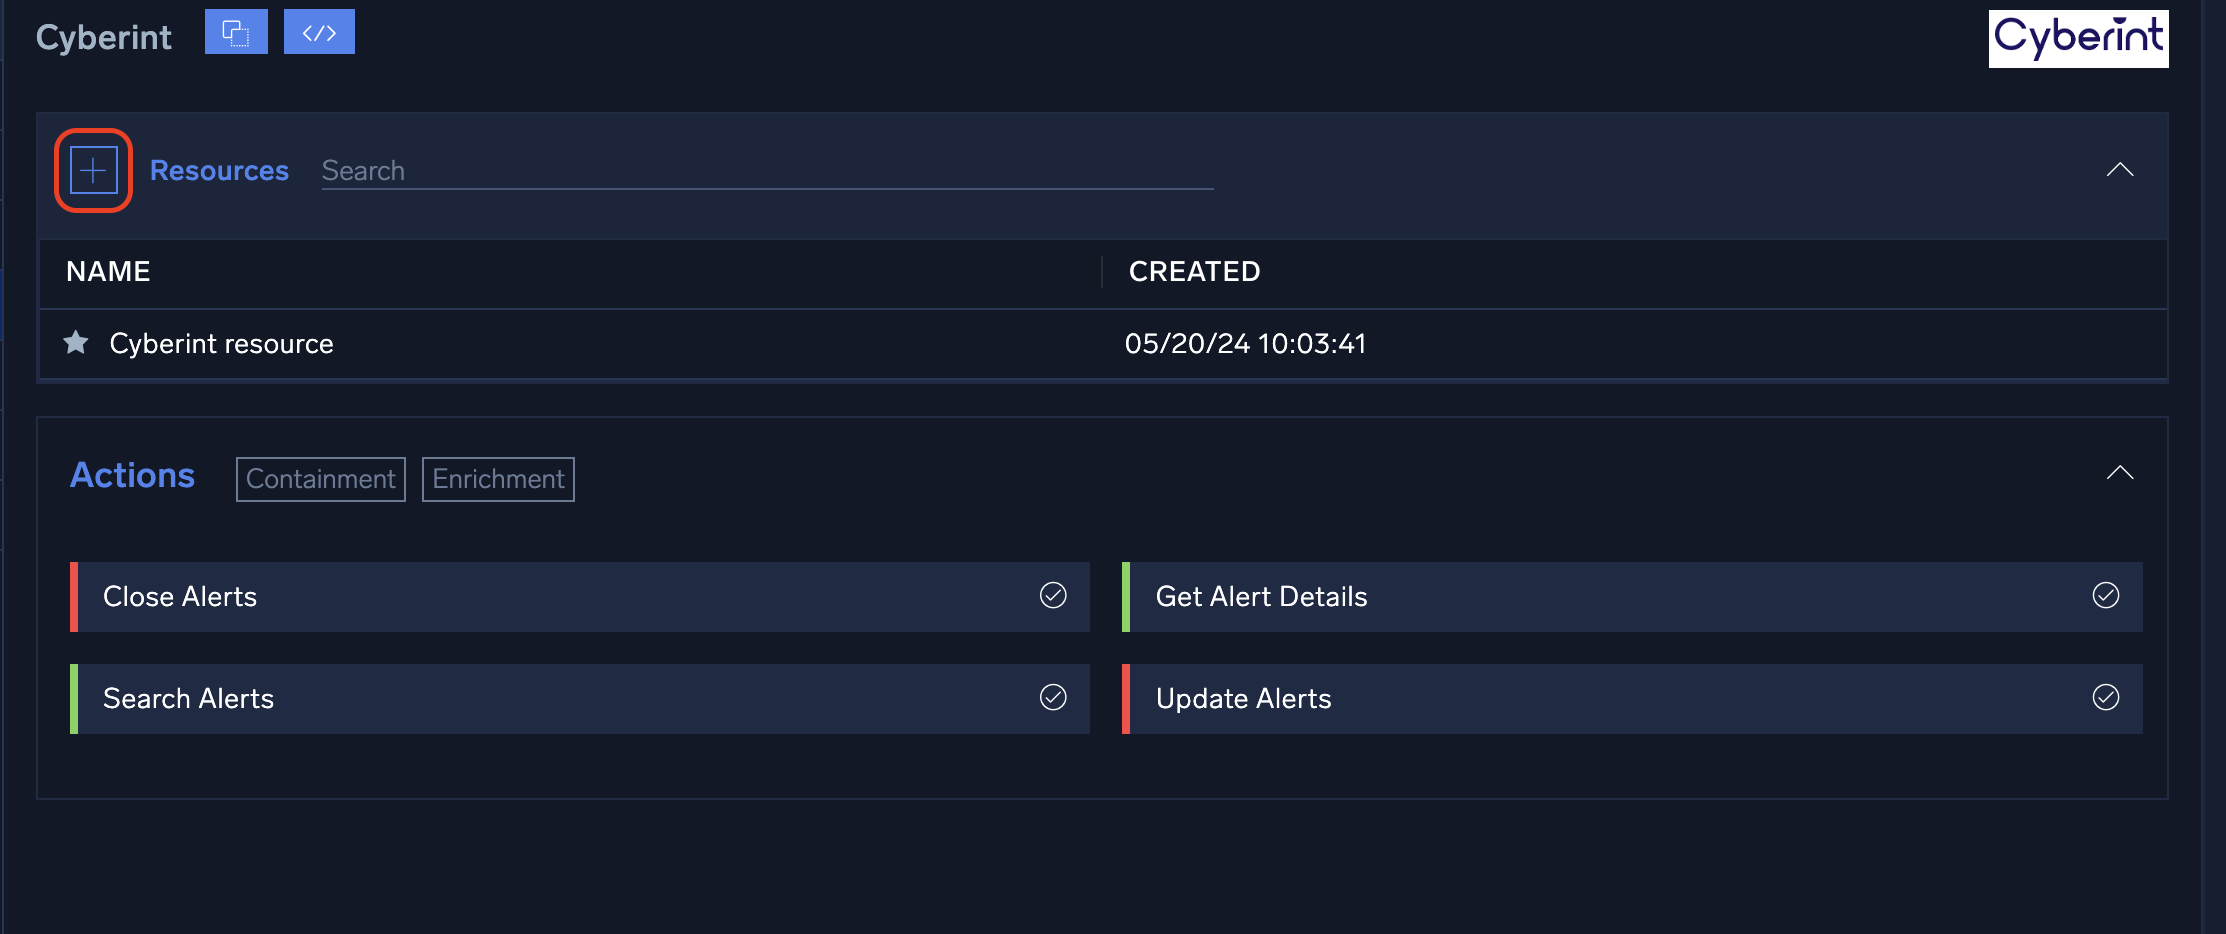 Cyberint </> Cyberint
Resources Search
NAME CREATED
Cyberint resource 05/20/24 10:03:41
Actions Containment Enrichment
Close Alerts Get Alert Details
Search Alerts Update Alerts